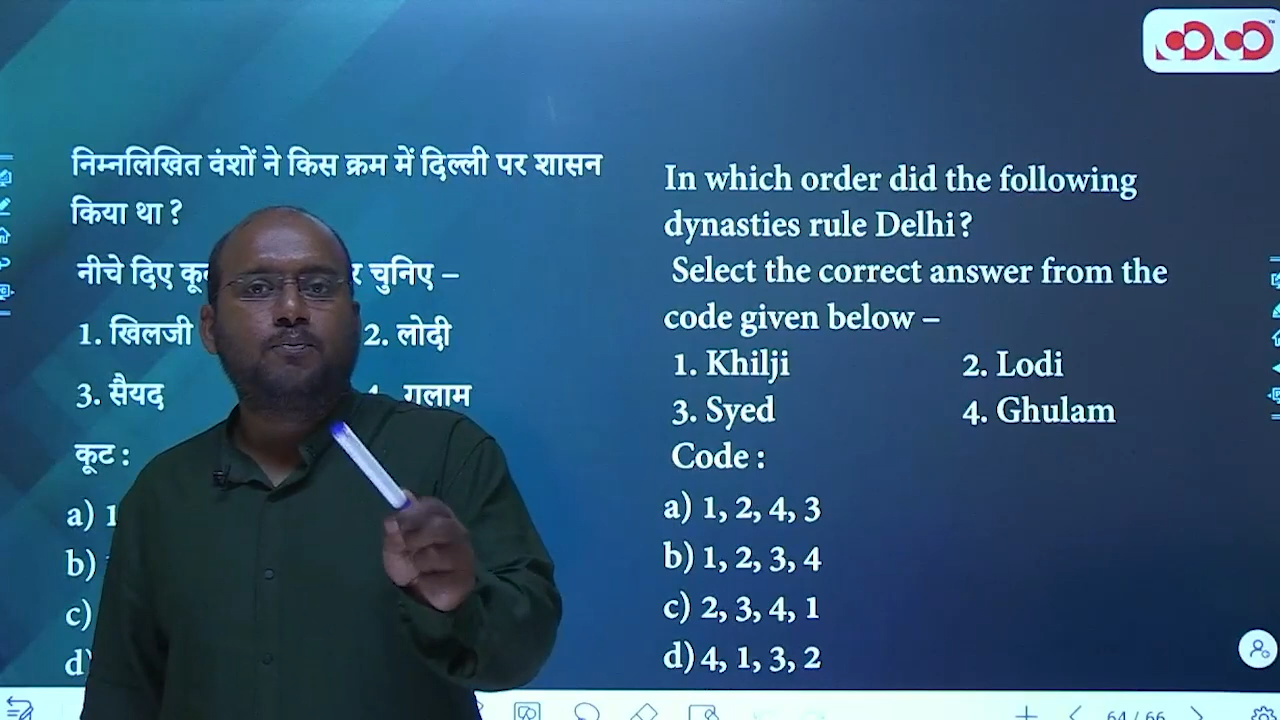 निम्नलिखित वंशों ने किस क्रम में दिल्ली पर शासन
किया था ?
नीचे दिए चुनिए –
1. खिलजी 2. लोदी
3. सैयद गुलाम
कूट :
a) 1
b)
c)
d)
In which order did the following
dynasties rule Delhi?
Select the correct answer from the
code given below –
1. Khilji 2. Lodi
3. Syed 4. Ghulam
Code :
a) 1, 2, 4, 3
b) 1, 2, 3, 4
c) 2, 3, 4, 1
d) 4, 1, 3, 2
64 / 66